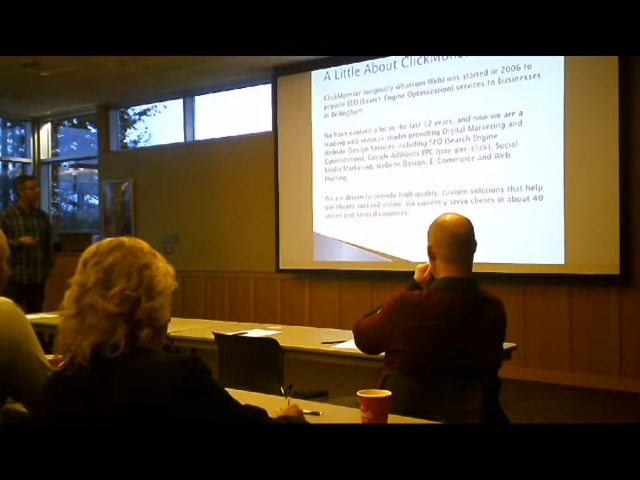 A Little About ClickMonster
ClickMonster (originally Whatcom Web) was started in 2006 to
provide SEO (Search Engine Optimization) services to businesses
in Bellingham.
We have evolved a lot in the last 12 years, and now we are a
leading web services studio providing Digital Marketing and
Website Design Services including SEO (Search Engine
Optimization), Google AdWords PPC (pay-per-click), Social
Media Marketing, Website Design, E-Commerce and Web
Hosting.
We are driven to provide high quality, custom solutions that help
our clients succeed online. We currently serve clients in about 40
states and several countries.